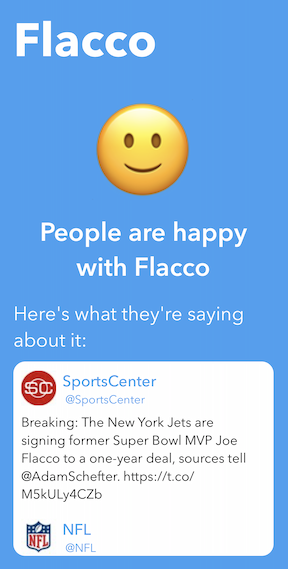 Flacco
People are happy
with Flacco
Here's what they're saying
about it:
SC
SportsCenter
@SportsCenter
Breaking: The New York Jets are
signing former Super Bowl MVP Joe
Flacco to a one-year deal, sources tell
@AdamSchefter. https://t.co/
M5kULy4CZb
NFL
NFL
@NFL